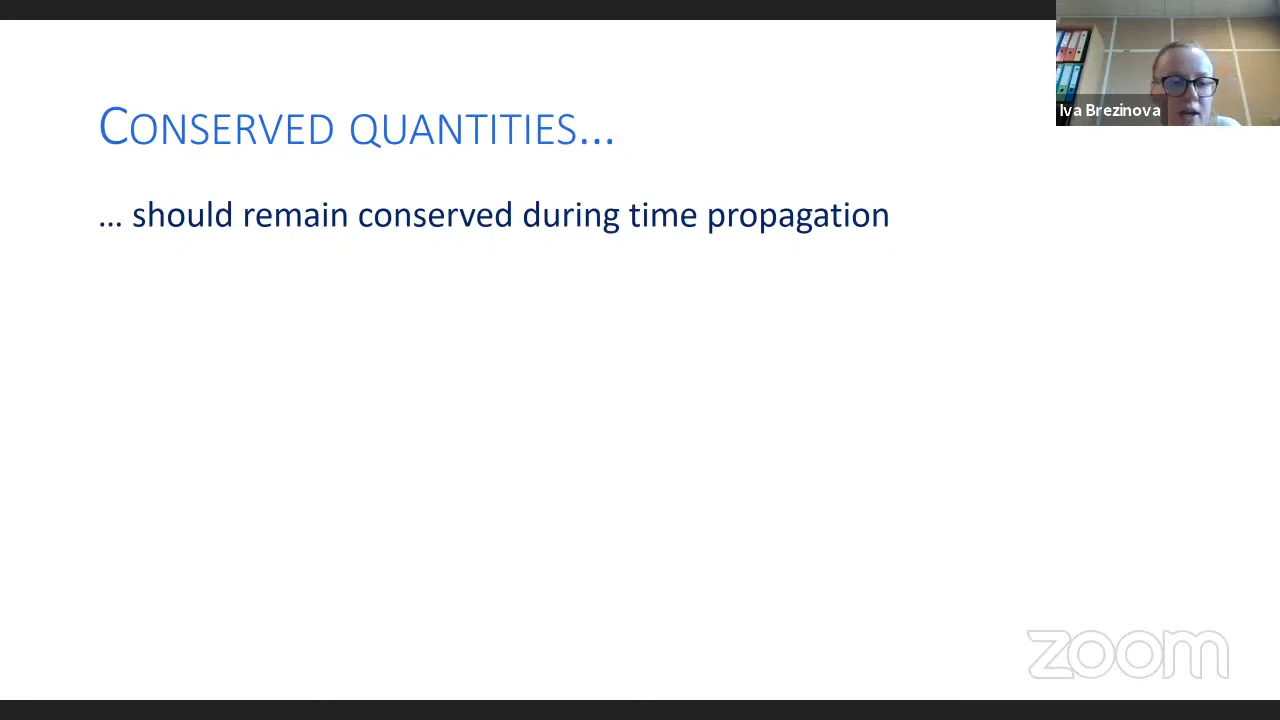 CONSERVED QUANTITIES...
... should remain conserved during time propagation
Iva Brezinova
zoom